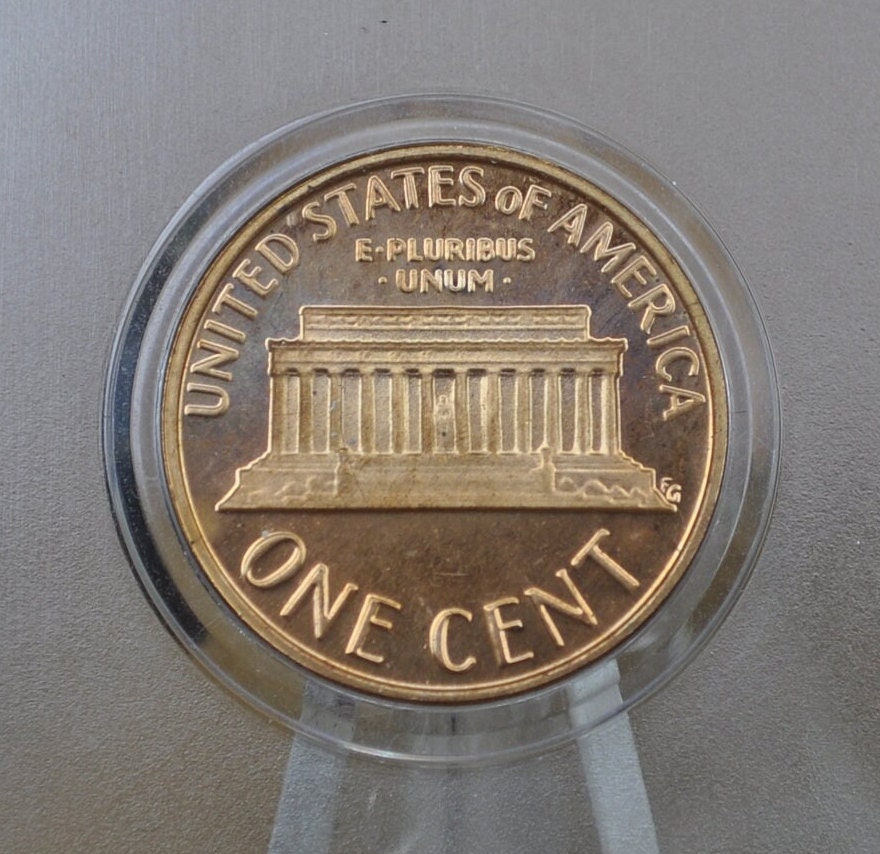 UNITED STATES OF AMERICA
E·PLURIBUS
·UNUM·
FG
ONE CENT